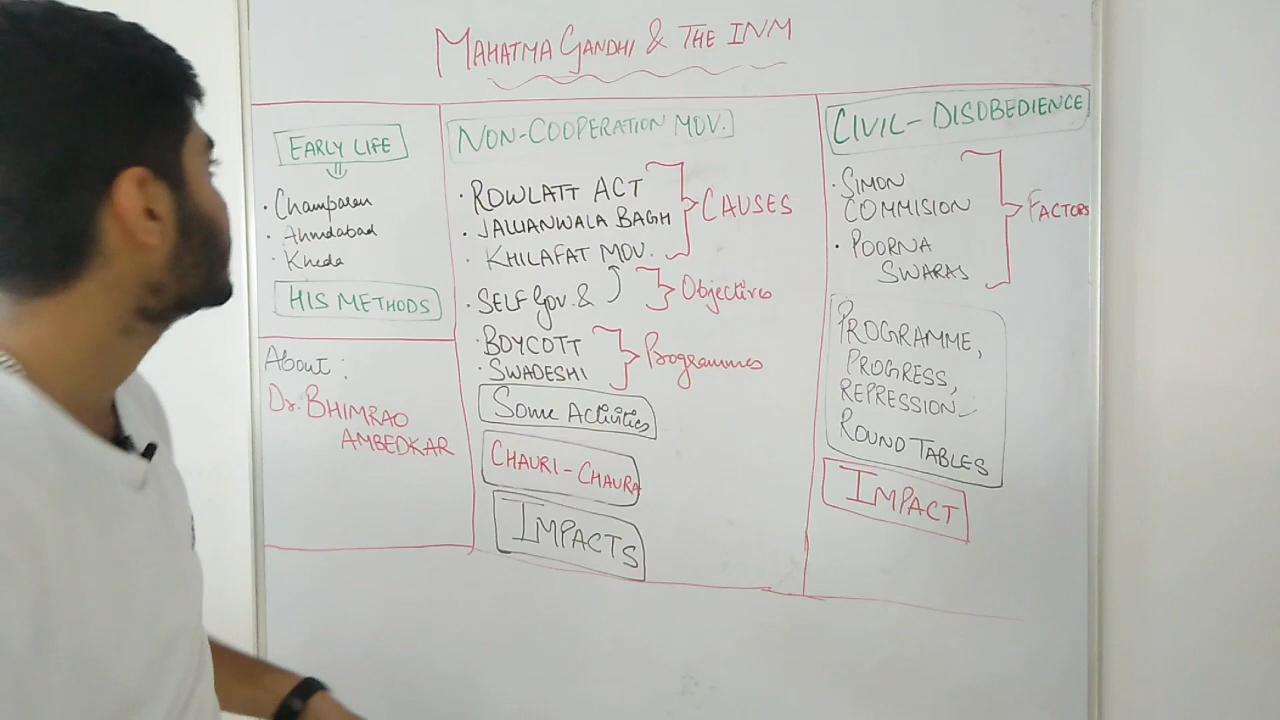 MAHATMA GANDHI & THE INM
EARLY LIFE
· Champaran
· Ahmdabad
· Kheda
HIS METHODS
About :
Dr. BHIMRAO
AMBEDKAR
NON-COOPERATION MOV.
· ROWLATT ACT
· JALLIANWALA BAGH
· KHILAFAT MOV.
CAUSES
· SELF Gov. &
Objectives
· BOYCOTT
· SWADESHI
Programmes
Some Activities
CHAURI-CHAURA
IMPACTS
CIVIL-DISOBEDIENCE
· SIMON
COMMISION
· POORNA
SWARAS
FACTORS
PROGRAMME,
PROGRESS,
REPRESSION
ROUND TABLES
IMPACT